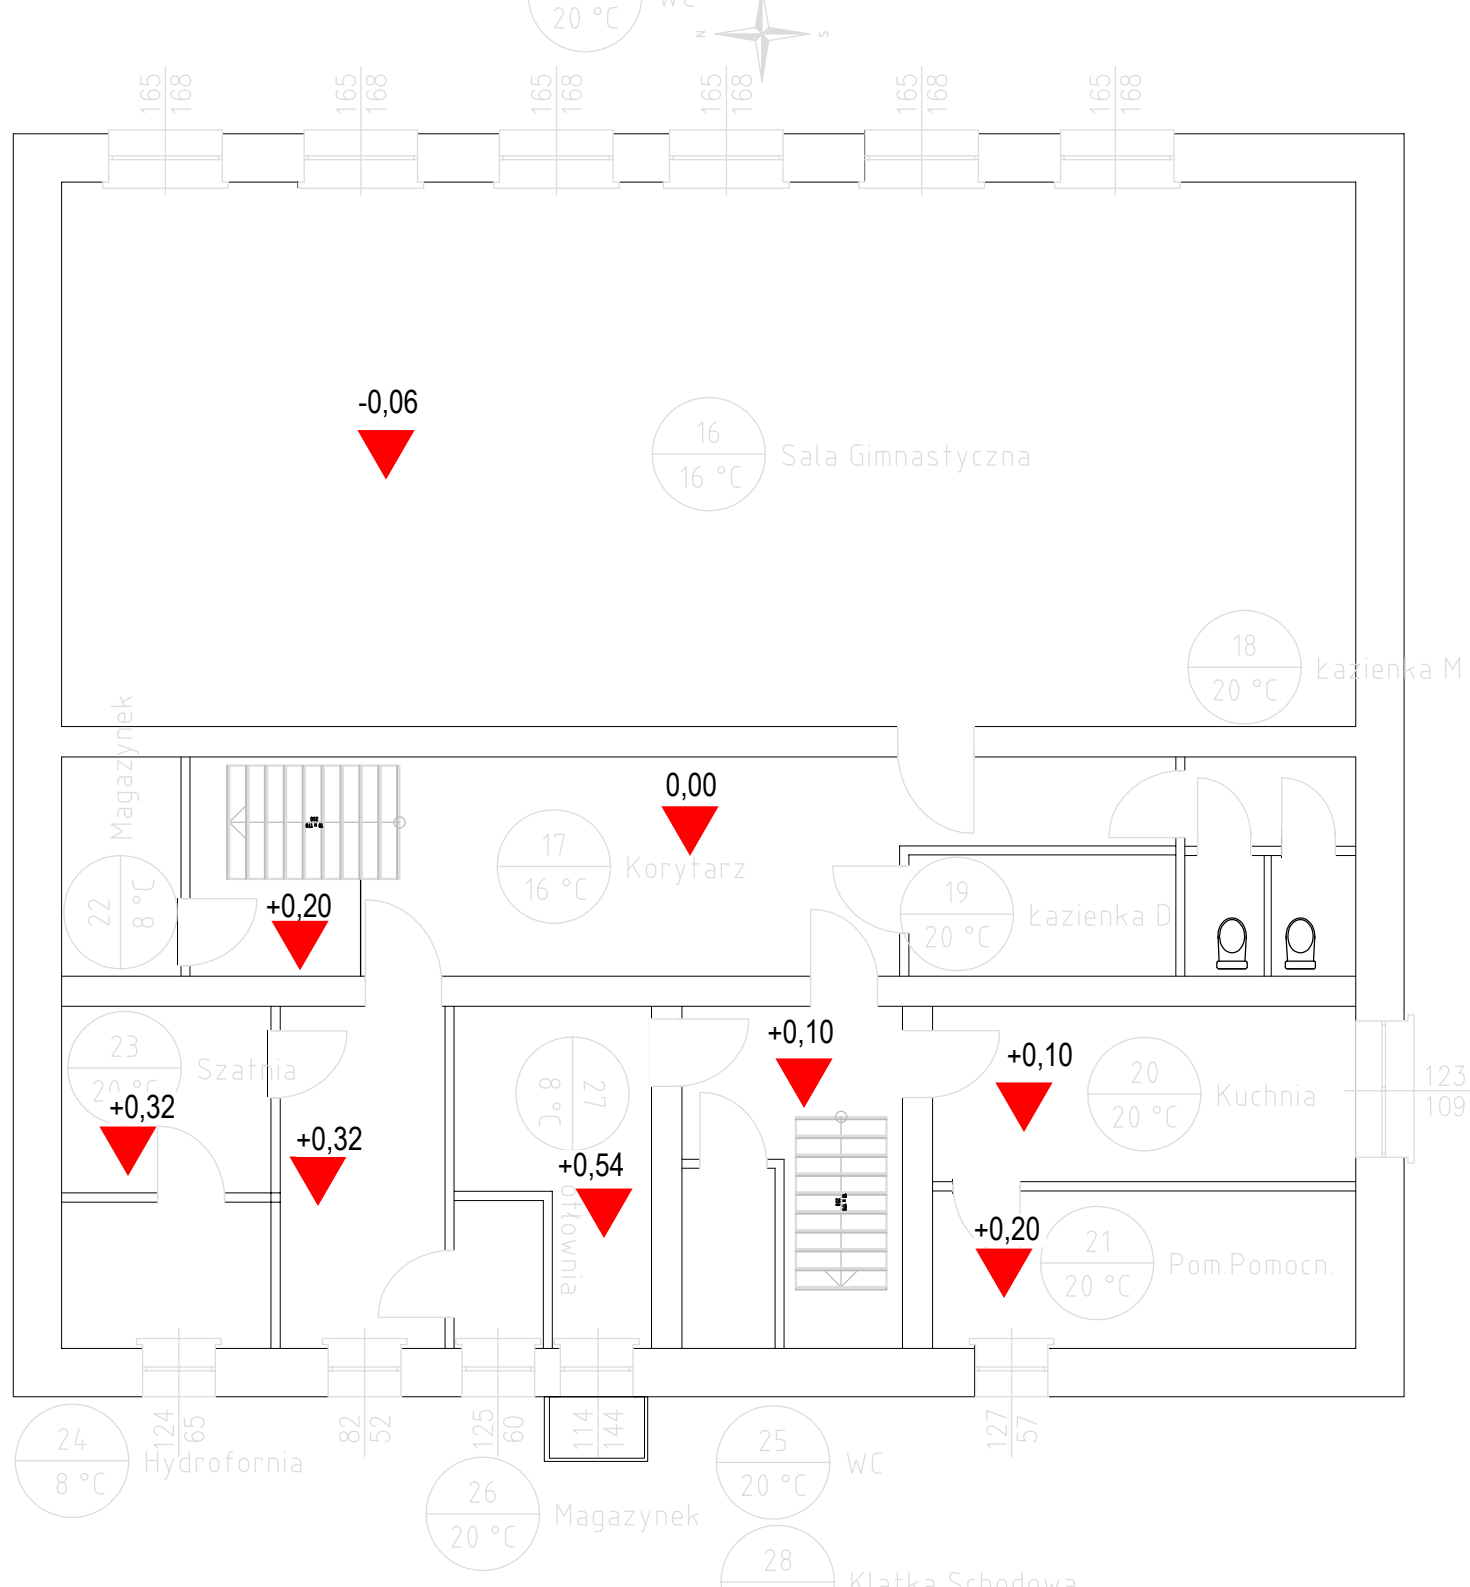 20 °C WC
N S
165 168
165 168
165 168
165 168
165 168
165 168
-0,06
16
16 °C
Sala Gimnastyczna
18
20 °C
Łazienka M
Magazynek
22
8 °C
0,00
17
16 °C
Korytarz
+0,20
19
20 °C
Łazienka D
23
20 °C
Szatnia
+0,32
+0,32
27
8 °C
+0,54
+0,10
+0,10
20
20 °C
Kuchnia
123
109
+0,20
21
20 °C
Pom.Pomocn.
124 65
82 52
125 60
114 144
127 57
24
8 °C
Hydrofornia
25
20 °C
WC
26
20 °C
Magazynek
28
Klatka Schodowa